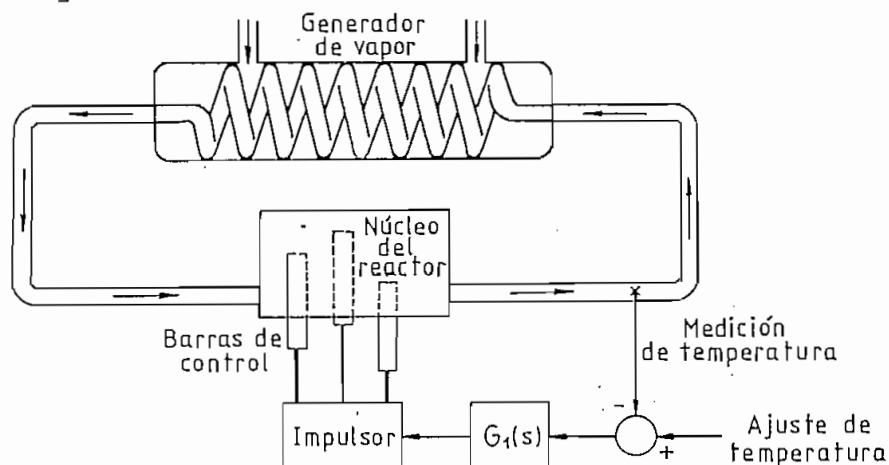 Generador
de vapor
Núcleo
del
reactor
Barras de
control
Medición
de temperatura
-
Impulsor
G₁(s)
+
Ajuste de
temperatura